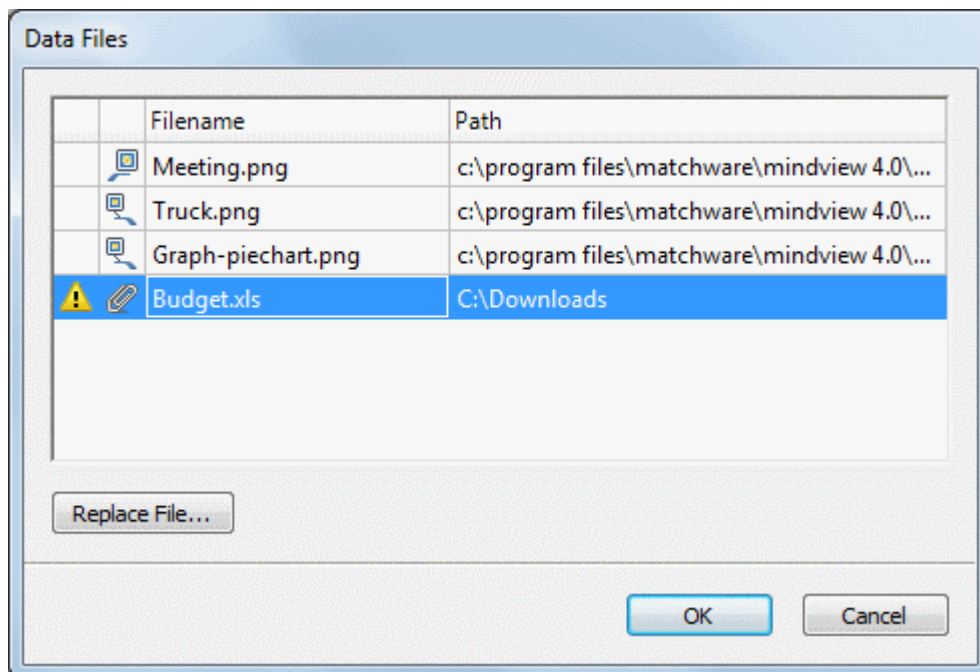 Data Files
Filename Path
Meeting.png c:\program files\matchware\mindview 4.0\...
Truck.png c:\program files\matchware\mindview 4.0\...
Graph-piechart.png c:\program files\matchware\mindview 4.0\...
Budget.xls C:\Downloads
Replace File...
OK Cancel